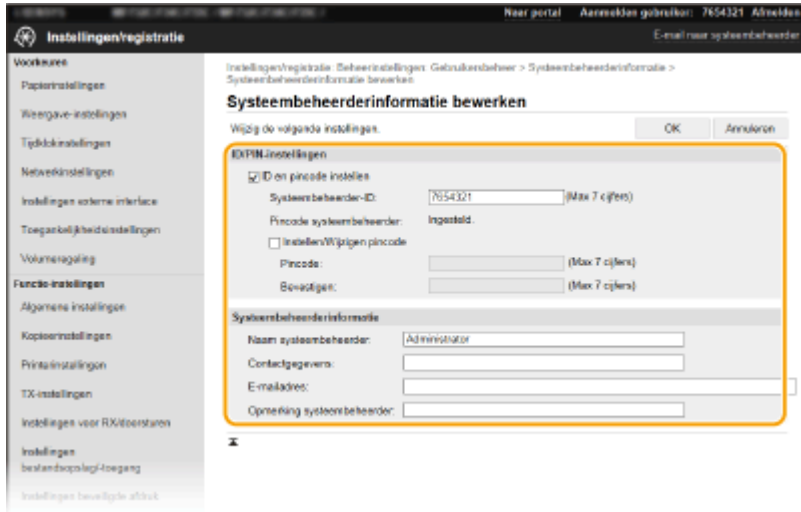 Naar portal Aanmelden gebruiker: 7654321 Afmelden
Instellingen/registratie
E-mail naar systeembeheerder
Voorkeuren
Papierinstellingen
Weergave-instellingen
Tijdklokinstellingen
Netwerkinstellingen
Instellingen externe interface
Toegankelijkheidsinstellingen
Volumeregeling
Functie-instellingen
Algemene instellingen
Kopieerinstellingen
Printerinstellingen
TX-instellingen
Instellingen voor RX/doorsturen
Instellingen
bestandsopslag/-toegang
Instellingen beveiligde afdruk
Instellingen/registratie: Beheerinstellingen: Gebruikersbeheer > Systeembeheerderinformatie >
Systeembeheerderinformatie bewerken
Systeembeheerderinformatie bewerken
Wijzig de volgende instellingen.
OK Annuleren
ID/PIN-instellingen
ID en pincode instellen
Systeembeheerder-ID: 7654321 (Max 7 cijfers)
Pincode systeembeheerder: Ingesteld.
Instellen/Wijzigen pincode
Pincode: (Max 7 cijfers)
Bevestigen: (Max 7 cijfers)
Systeembeheerderinformatie
Naam systeembeheerder: Administrator
Contactgegevens:
E-mailadres:
Opmerking systeembeheerder: